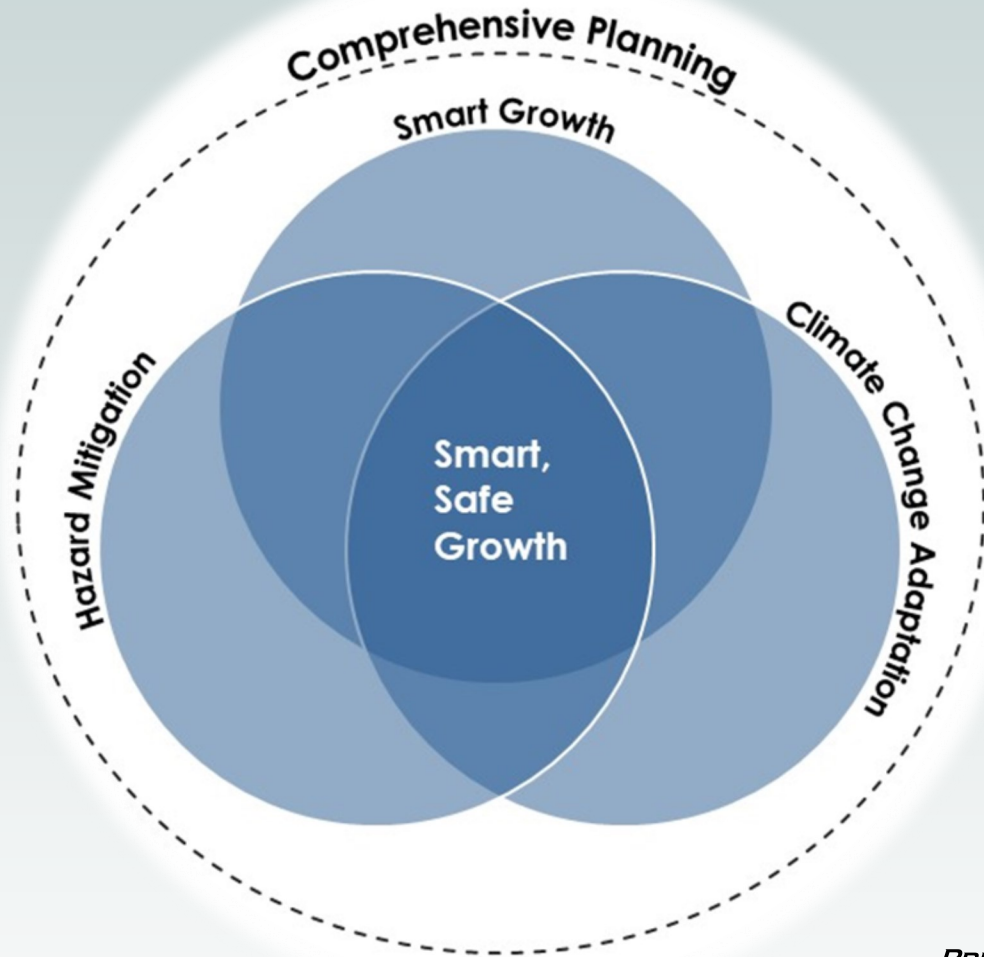 Comprehensive Planning
Smart Growth
Hazard Mitigation
Climate Change Adaptation
Smart,
Safe
Growth